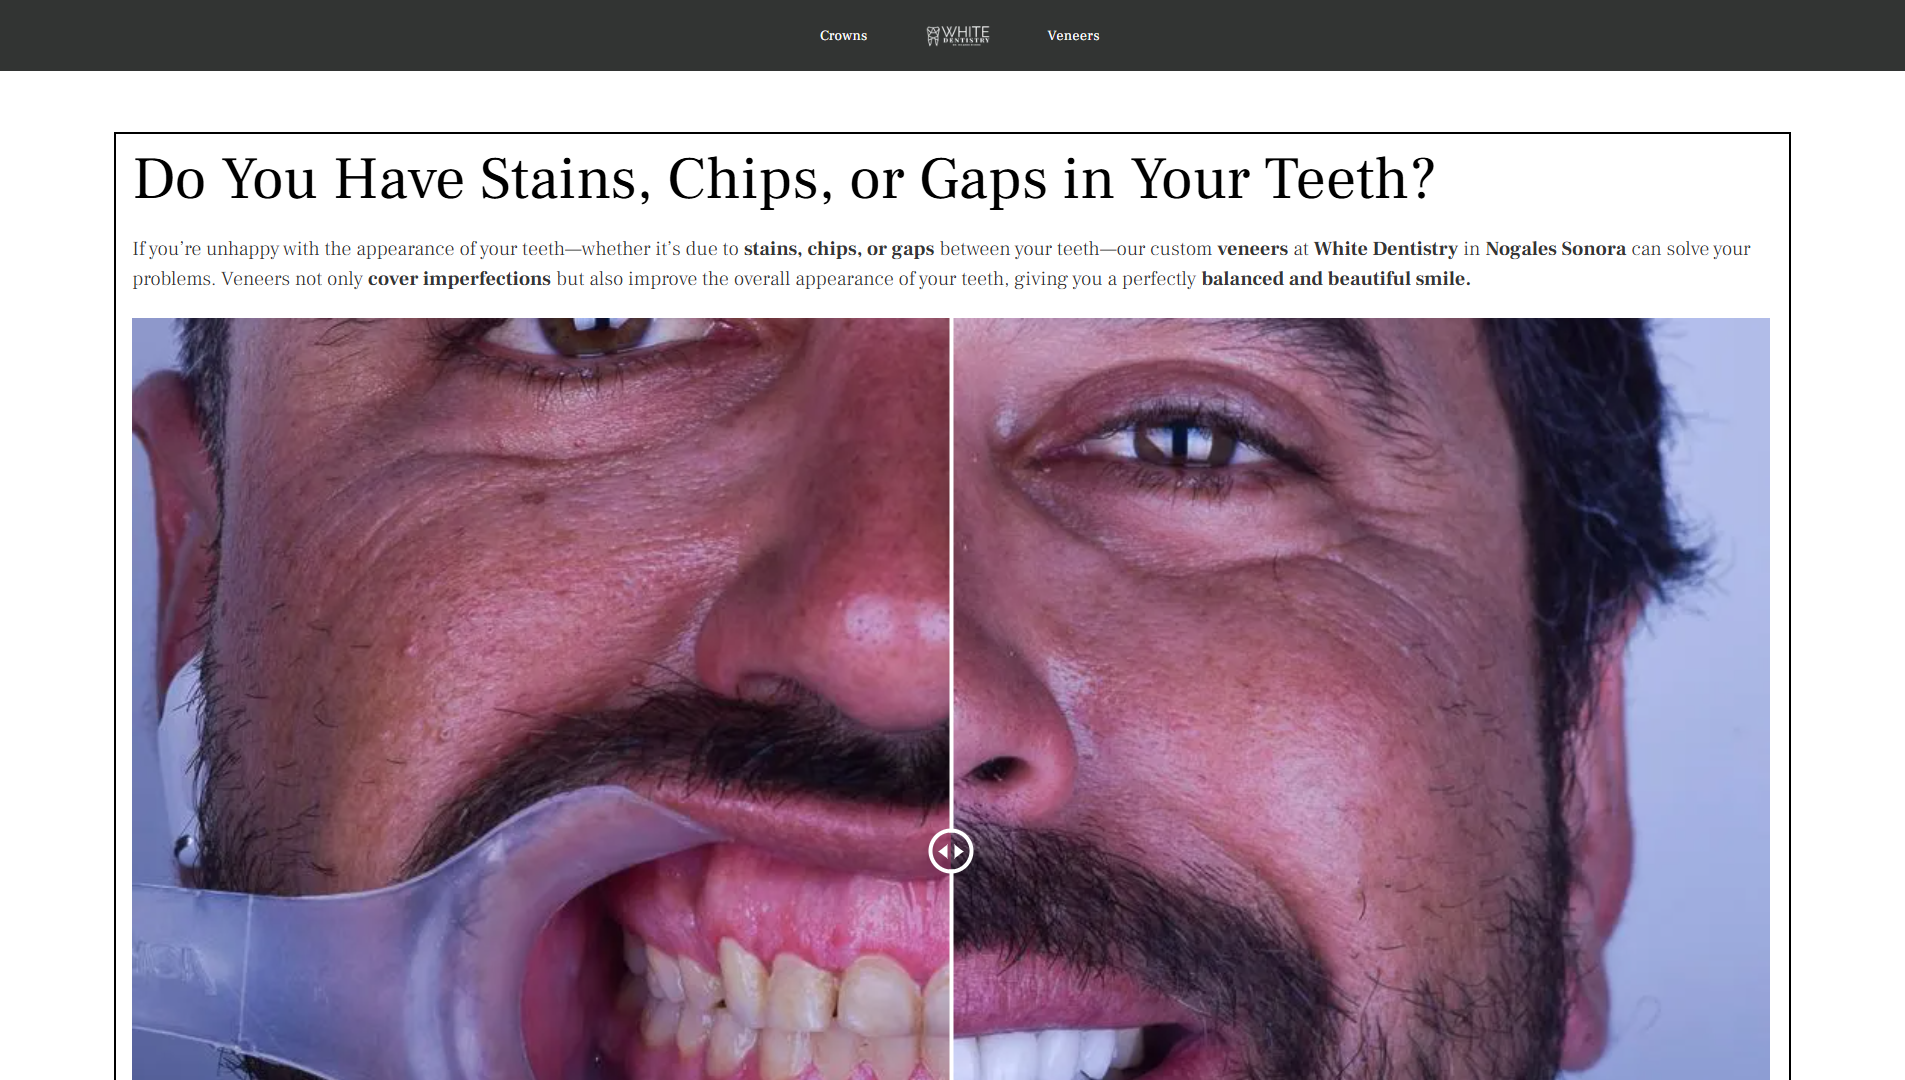 Crowns
WHITE
DENTISTRY
Veneers
Do You Have Stains, Chips, or Gaps in Your Teeth?
If you’re unhappy with the appearance of your teeth—whether it’s due to stains, chips, or gaps between your teeth—our custom veneers at White Dentistry in Nogales Sonora can solve your
problems. Veneers not only cover imperfections but also improve the overall appearance of your teeth, giving you a perfectly balanced and beautiful smile.